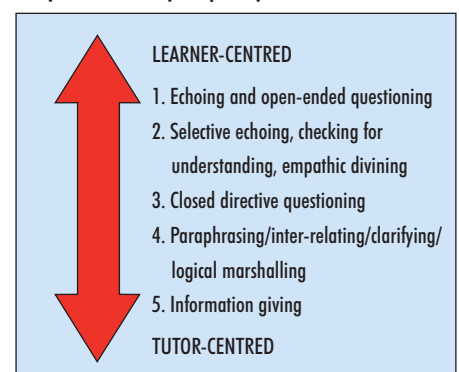 LEARNER-CENTRED
1. Echoing and open-ended questioning
2. Selective echoing, checking for
understanding, empathic divining
3. Closed directive questioning
4. Paraphrasing/inter-relating/clarifying/
logical marshalling
5. Information giving
TUTOR-CENTRED